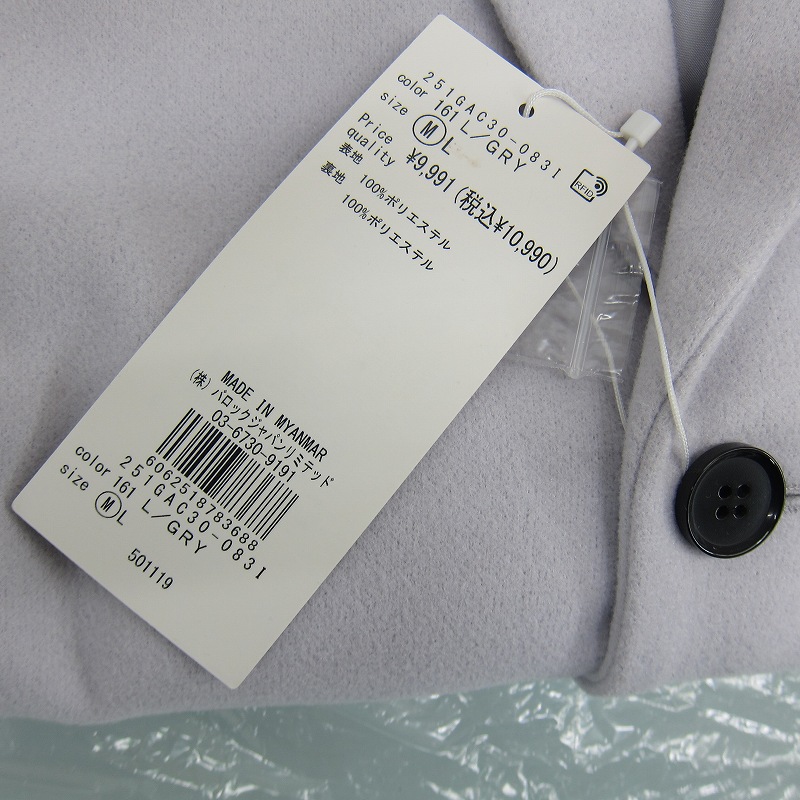 251GAC30-083I
color 161 L/GRY
size M L
Price ¥9,991 (税込¥10,990)
quality
表地 100%ポリエステル
裏地 100%ポリエステル
RFID
MADE IN MYANMAR
(株)バロックジャパンリミテッド
03-6730-9191
6062518783688
251GAC30-083I
color 161 L/GRY
size M L
501119